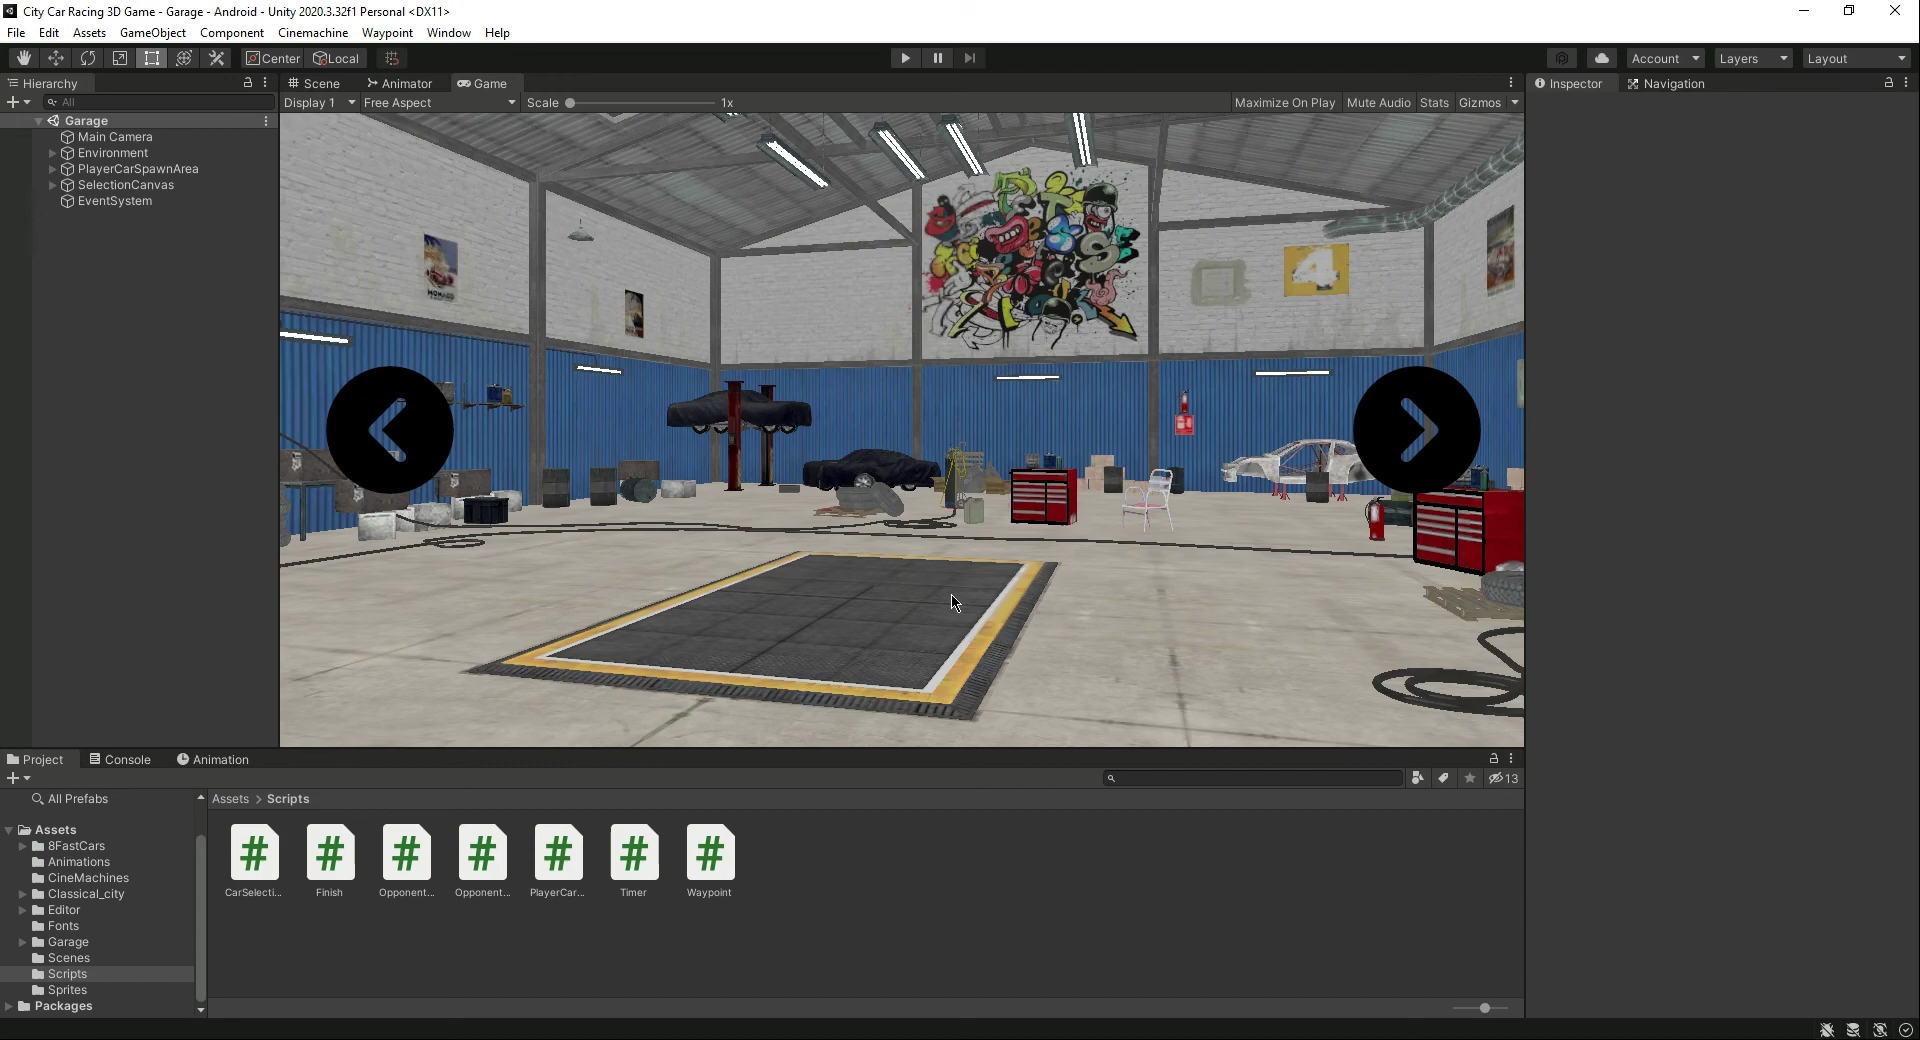 City Car Racing 3D Game - Garage - Android - Unity 2020.3.32f1 Personal <DX11>
File Edit Assets GameObject Component Cinemachine Waypoint Window Help
Center Local Account Layers Layout
Hierarchy Scene Animator Game Inspector Navigation
All Display 1 Free Aspect Scale 1x Maximize On Play Mute Audio Stats Gizmos
Garage
Main Camera
Environment
PlayerCarSpawnArea
SelectionCanvas
EventSystem
4
MONACO
Project Console Animation
13
All Prefabs
Assets > Scripts
Assets
8FastCars
Animations
CineMachines
Classical_city
Editor
Fonts
Garage
Scenes
Scripts
Sprites
Packages
CarSelecti... Finish Opponent... Opponent... PlayerCar... Timer Waypoint